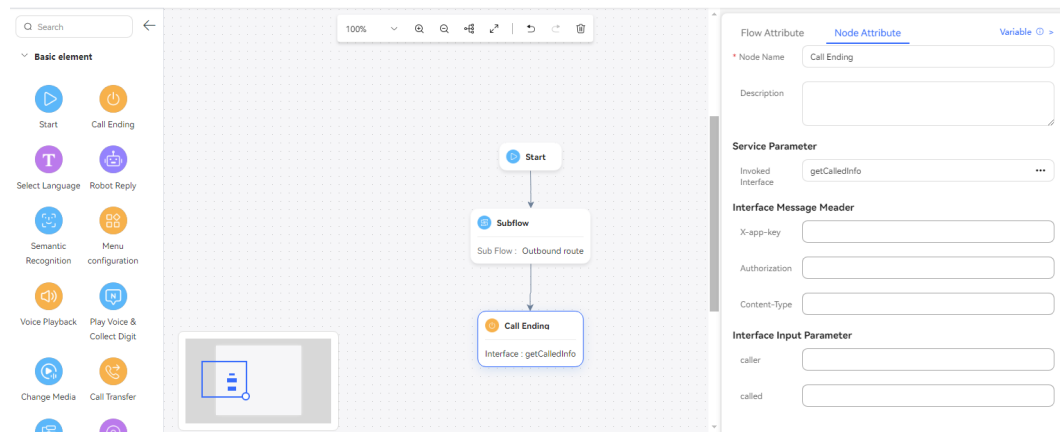 Search
Basic element
Start
Call Ending
T
Select Language
Robot Reply
Semantic
Recognition
Menu
configuration
Voice Playback
N
Play Voice &
Collect Digit
Change Media
Call Transfer
100%
Start
Subflow
Sub Flow : Outbound route
Call Ending
Interface : getCalledInfo
Flow Attribute
Node Attribute
Variable
* Node Name
Call Ending
Description
Service Parameter
Invoked
Interface
getCalledInfo
Interface Message Meader
X-app-key
Authorization
Content-Type
Interface Input Parameter
caller
called